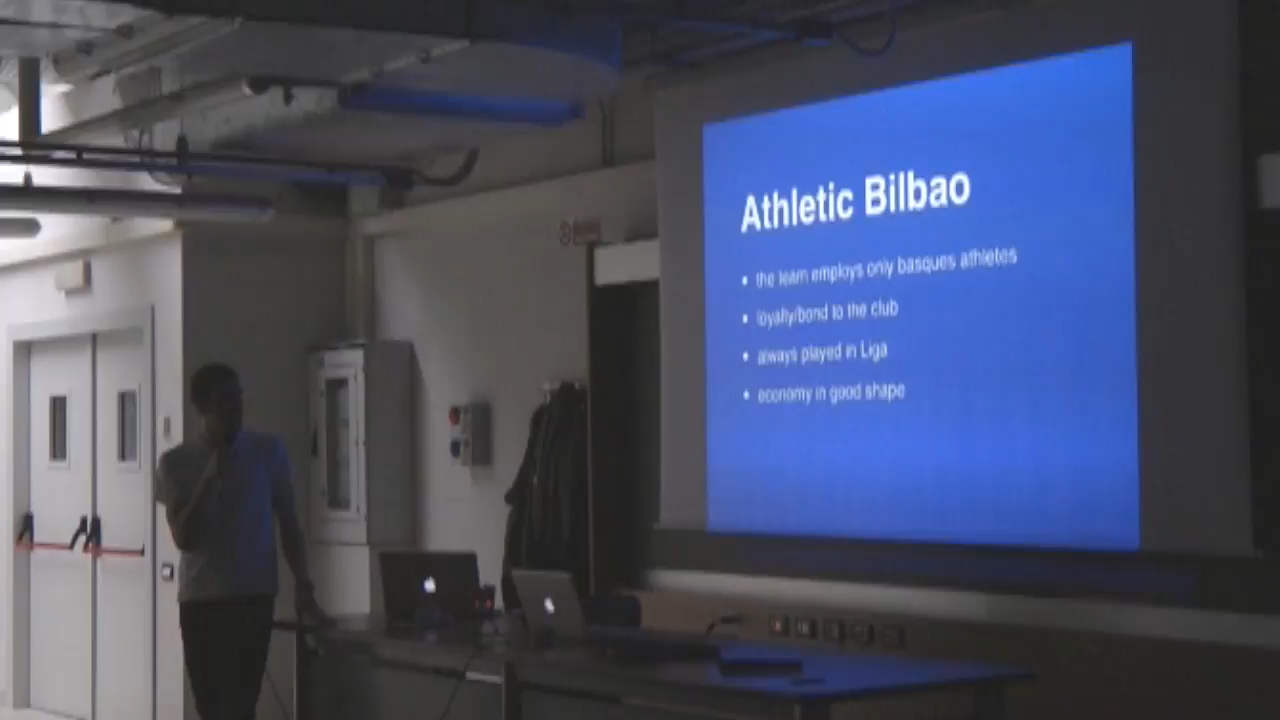 Athletic Bilbao
• the team employs only basques athletes
• loyalty/bond to the club
• always played in Liga
• economy in good shape